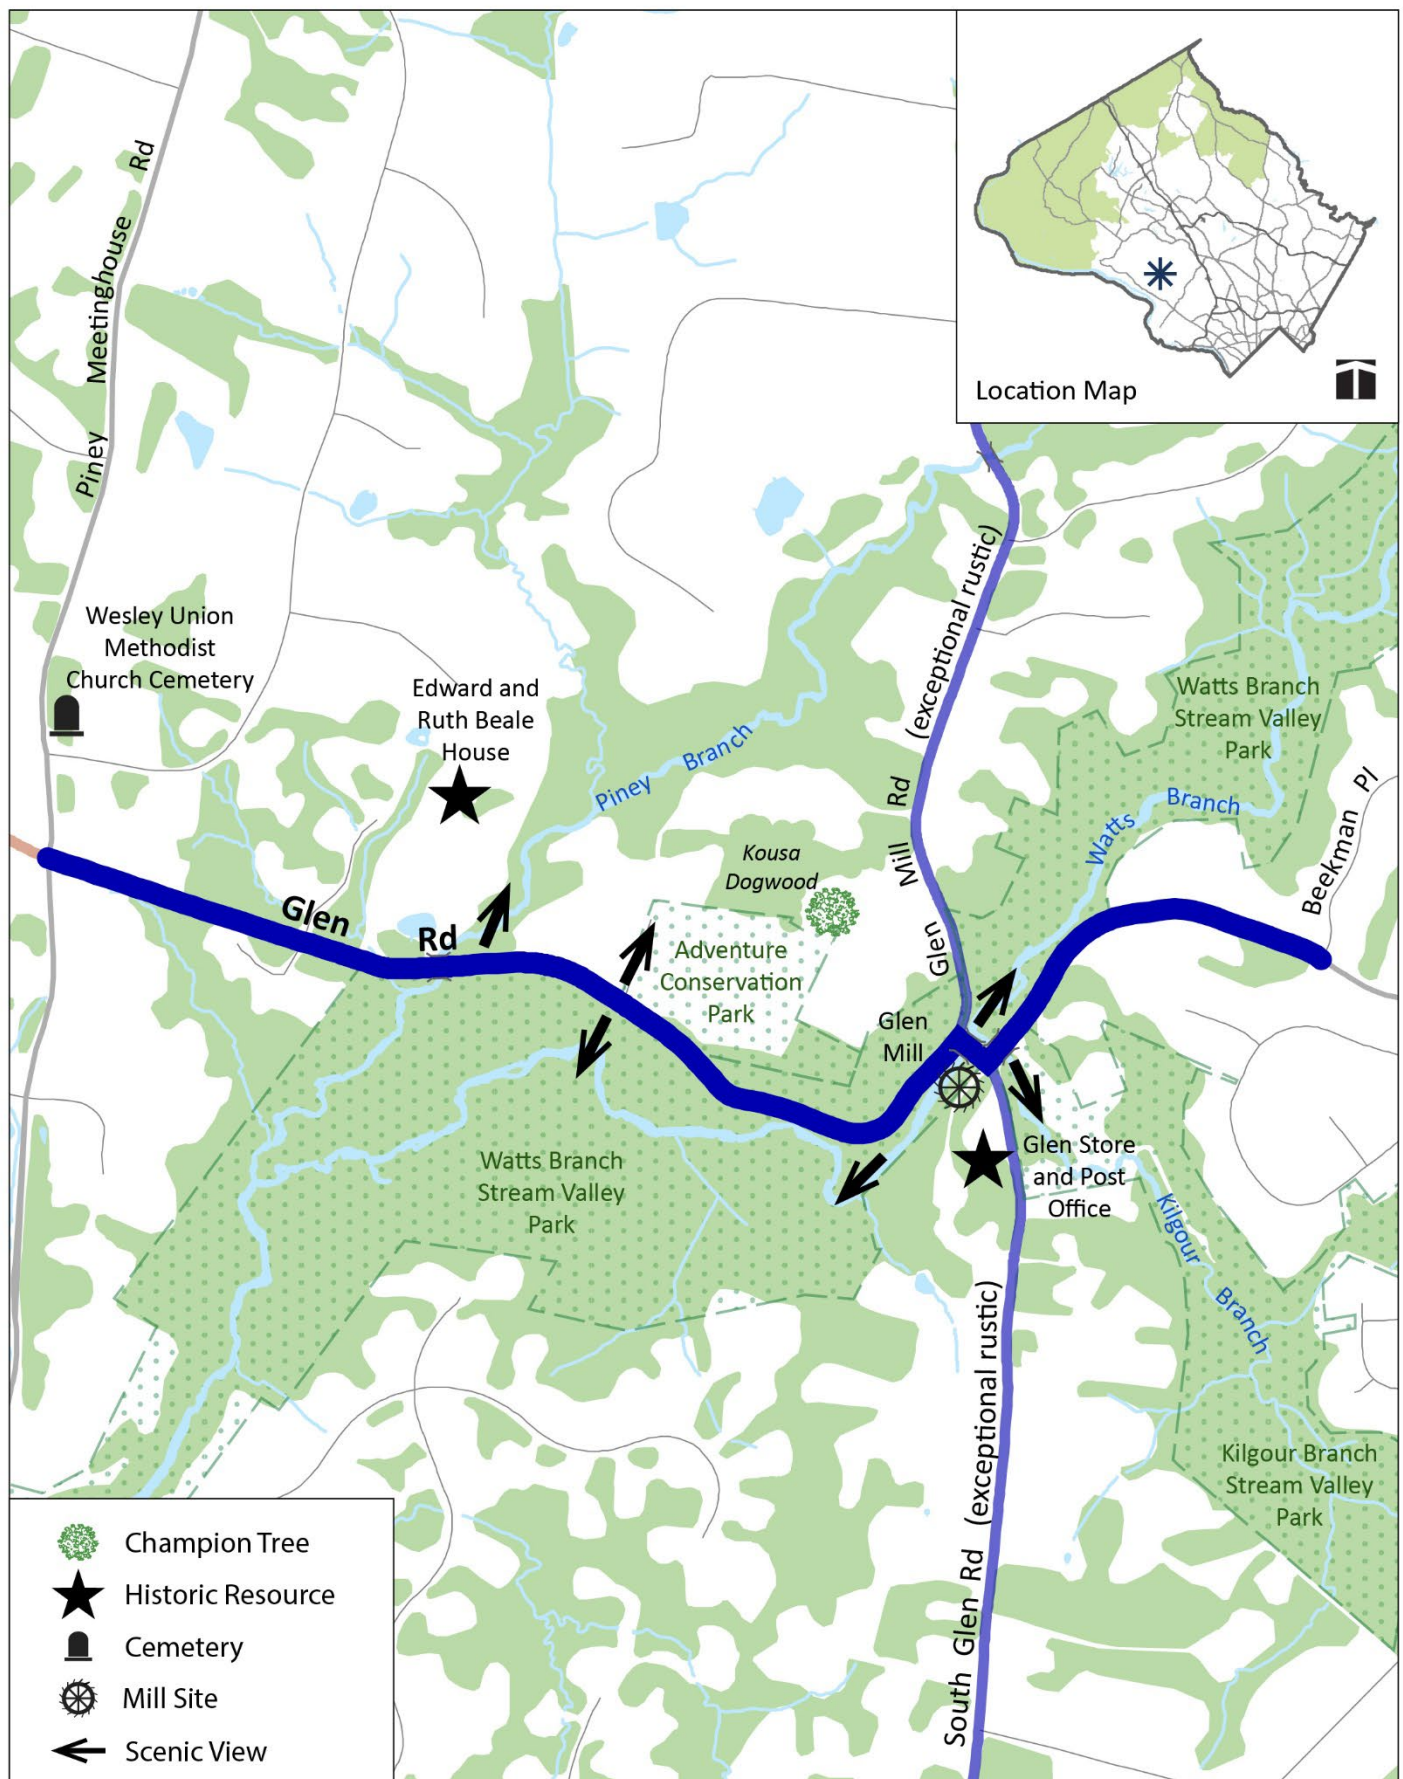 Location Map
Piney Meetinghouse Rd
Wesley Union
Methodist
Church Cemetery
Edward and
Ruth Beale
House
Piney Branch
Glen Mill Rd (exceptional rustic)
Watts Branch
Stream Valley
Park
Watts Branch
Beekman Pl
Kousa
Dogwood
Glen Rd
Adventure
Conservation
Park
Glen
Mill
Watts Branch
Stream Valley
Park
Glen Store
and Post
Office
Kilgour Branch
South Glen Rd (exceptional rustic)
Kilgour Branch
Stream Valley
Park
Champion Tree
Historic Resource
Cemetery
Mill Site
Scenic View